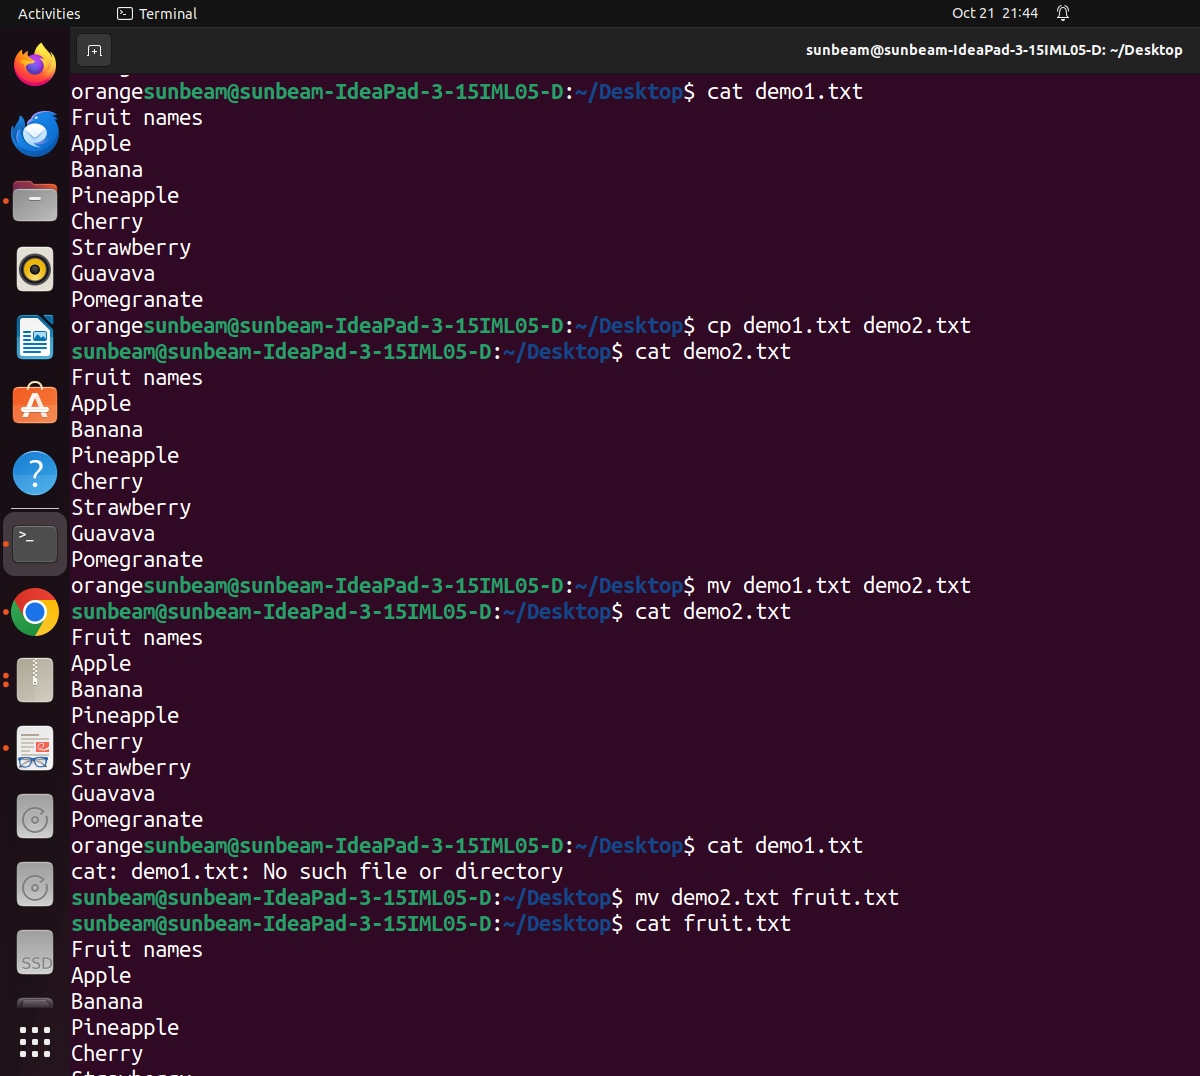 Activities
Terminal
Oct 21 21:44
sunbeam@sunbeam-IdeaPad-3-15IML05-D: ~/Desktop
orangesunbeam@sunbeam-IdeaPad-3-15IML05-D:~/Desktop$ cat demo1.txt
Fruit names
Apple
Banana
Pineapple
Cherry
Strawberry
Guavava
Pomegranate
orangesunbeam@sunbeam-IdeaPad-3-15IML05-D:~/Desktop$ cp demo1.txt demo2.txt
sunbeam@sunbeam-IdeaPad-3-15IML05-D:~/Desktop$ cat demo2.txt
Fruit names
Apple
Banana
Pineapple
Cherry
Strawberry
Guavava
Pomegranate
orangesunbeam@sunbeam-IdeaPad-3-15IML05-D:~/Desktop$ mv demo1.txt demo2.txt
sunbeam@sunbeam-IdeaPad-3-15IML05-D:~/Desktop$ cat demo2.txt
Fruit names
Apple
Banana
Pineapple
Cherry
Strawberry
Guavava
Pomegranate
orangesunbeam@sunbeam-IdeaPad-3-15IML05-D:~/Desktop$ cat demo1.txt
cat: demo1.txt: No such file or directory
sunbeam@sunbeam-IdeaPad-3-15IML05-D:~/Desktop$ mv demo2.txt fruit.txt
sunbeam@sunbeam-IdeaPad-3-15IML05-D:~/Desktop$ cat fruit.txt
Fruit names
Apple
Banana
Pineapple
Cherry
SSD